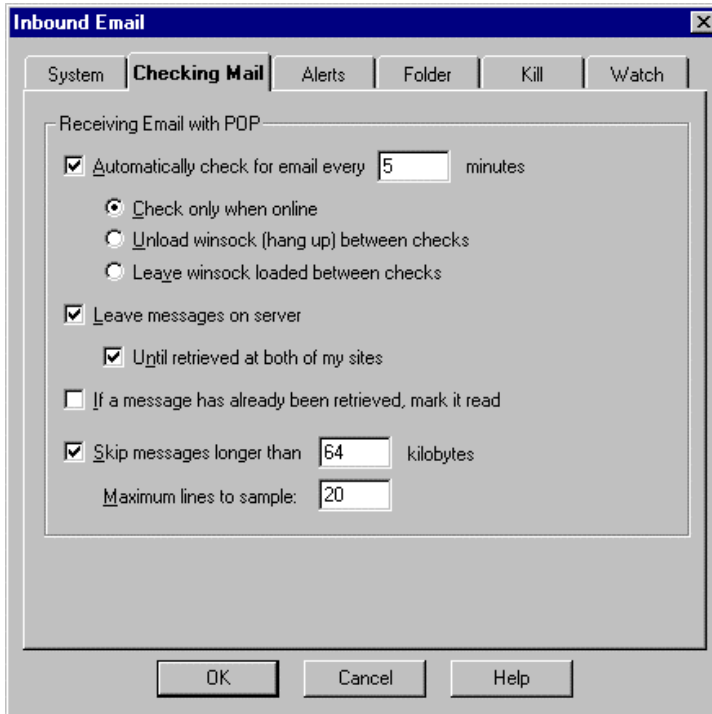 Inbound Email
System Checking Mail Alerts Folder Kill Watch
Receiving Email with POP
Automatically check for email every 5 minutes
Check only when online
Unload winsock (hang up) between checks
Leave winsock loaded between checks
Leave messages on server
Until retrieved at both of my sites
If a message has already been retrieved, mark it read
Skip messages longer than 64 kilobytes
Maximum lines to sample: 20
OK Cancel Help